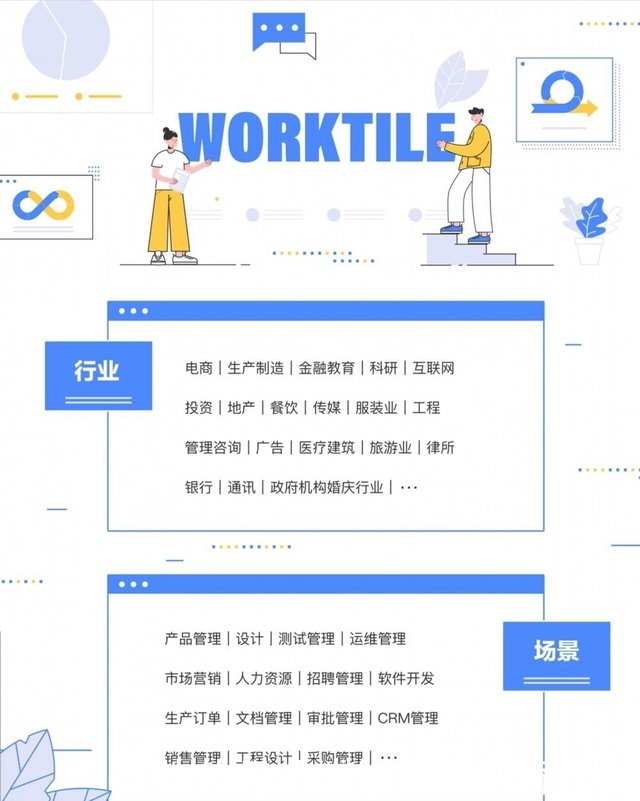 WORKTILE
行业
电商｜生产制造｜金融教育｜科研｜互联网
投资｜地产｜餐饮｜传媒｜服装业｜工程
管理咨询｜广告｜医疗建筑｜旅游业｜律所
银行｜通讯｜政府机构婚庆行业｜···
场景
产品管理｜设计｜测试管理｜运维管理
市场营销｜人力资源｜招聘管理｜软件开发
生产订单｜文档管理｜审批管理｜CRM管理
销售管理｜工程设计｜采购管理｜···